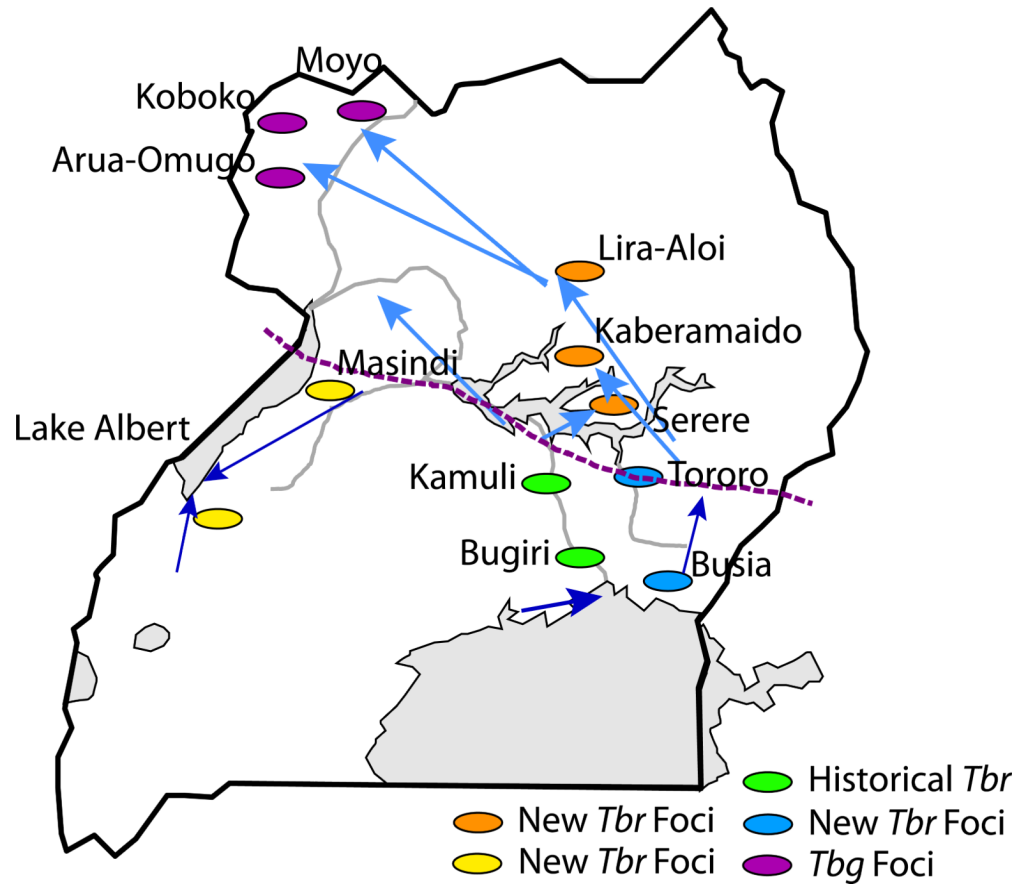 Moyo
Koboko
Arua-Omugo
Lira-Aloi
Kaberamaido
Masindi
Serere
Lake Albert
Kamuli
Tororo
Bugiri
Busia
Historical Tbr
New Tbr Foci
New Tbr Foci
New Tbr Foci
Tbg Foci